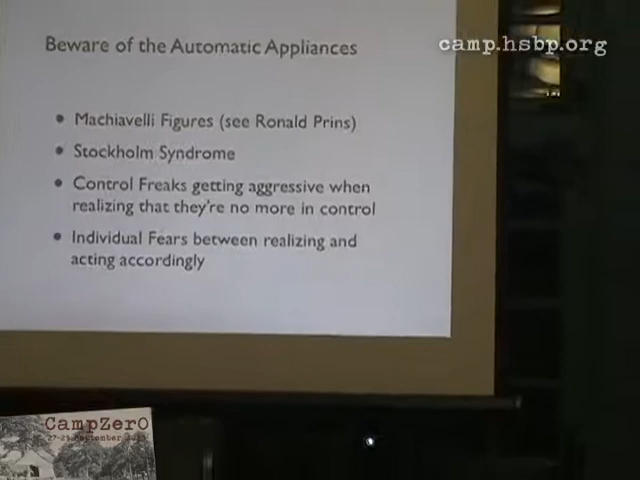 Beware of the Automatic Appliances
camp.hsbp.org
• Machiavelli Figures (see Ronald Prins)
• Stockholm Syndrome
• Control Freaks getting aggressive when
realizing that they're no more in control
• Individual Fears between realizing and
acting accordingly
CampZer0